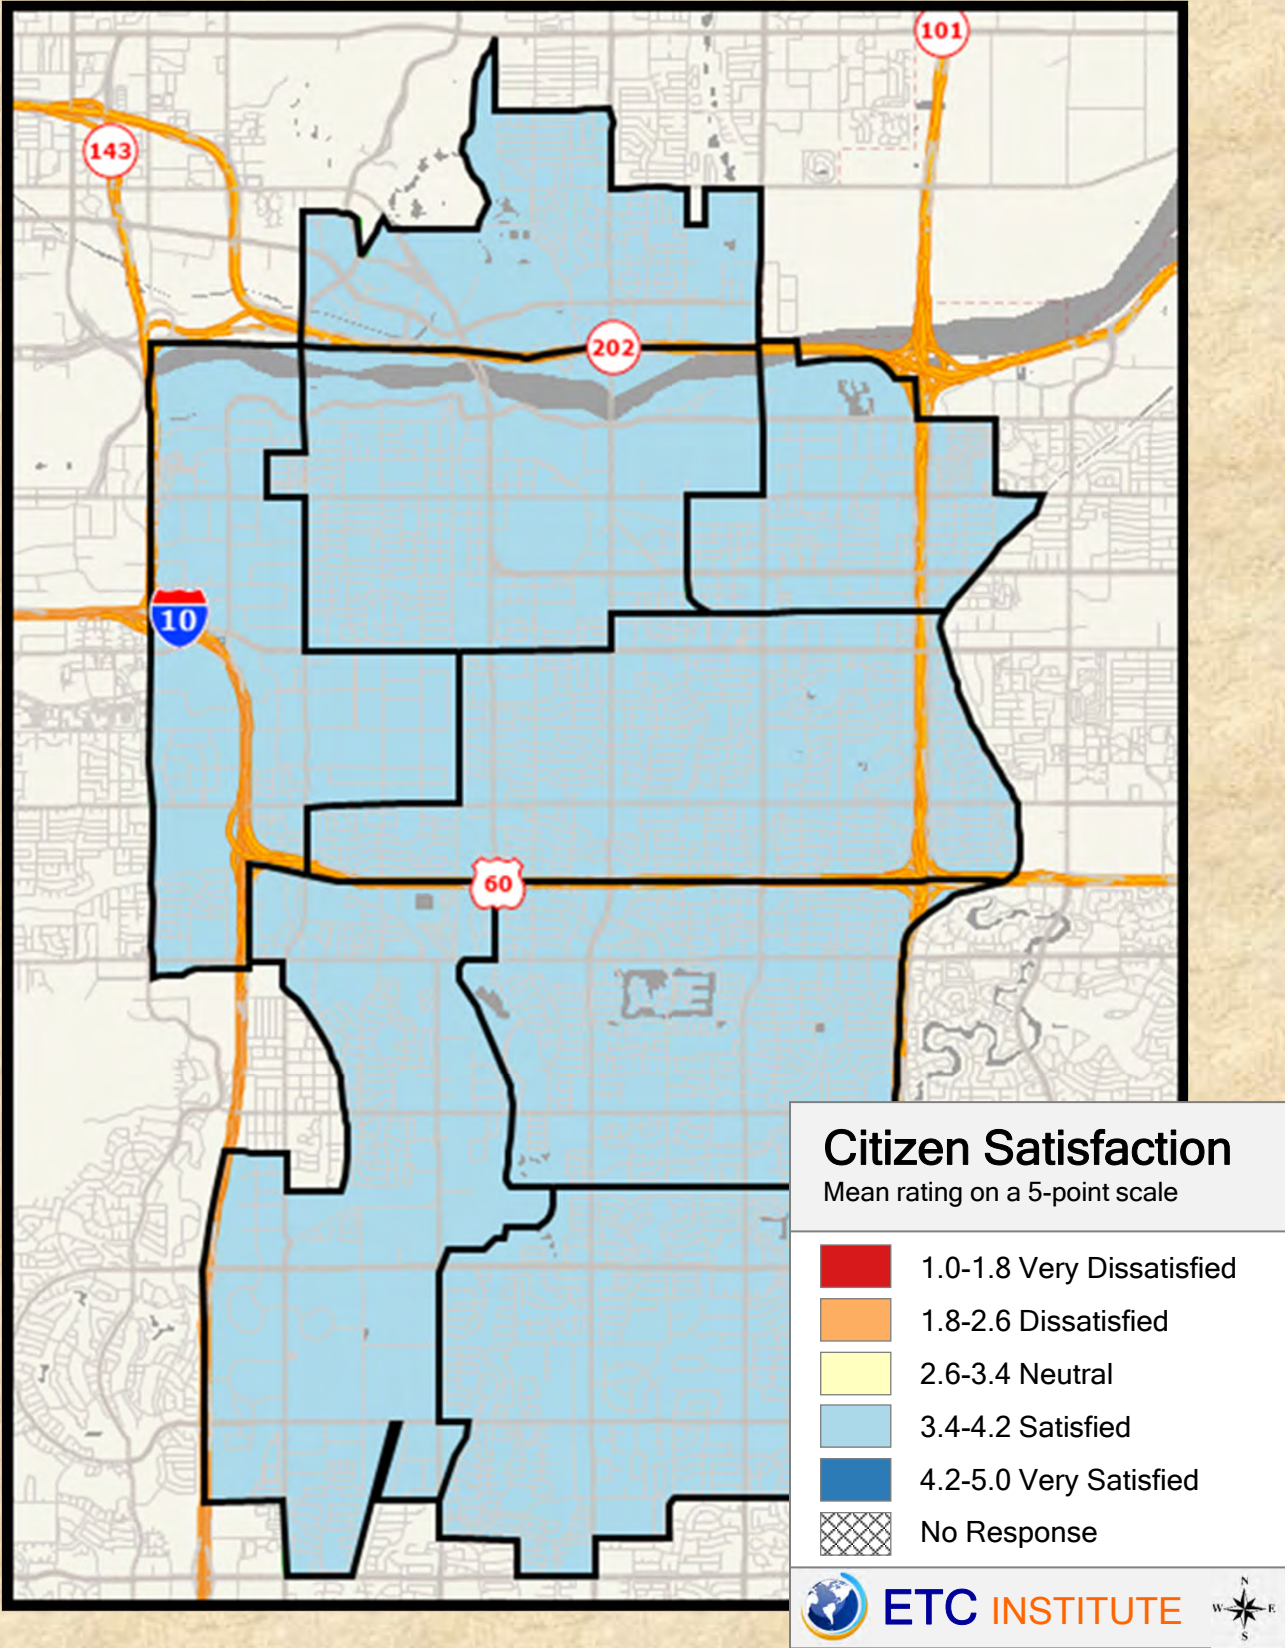 101
143
202
10
60
Citizen Satisfaction
Mean rating on a 5-point scale
1.0-1.8 Very Dissatisfied
1.8-2.6 Dissatisfied
2.6-3.4 Neutral
3.4-4.2 Satisfied
4.2-5.0 Very Satisfied
No Response
ETC INSTITUTE
N
W E
S